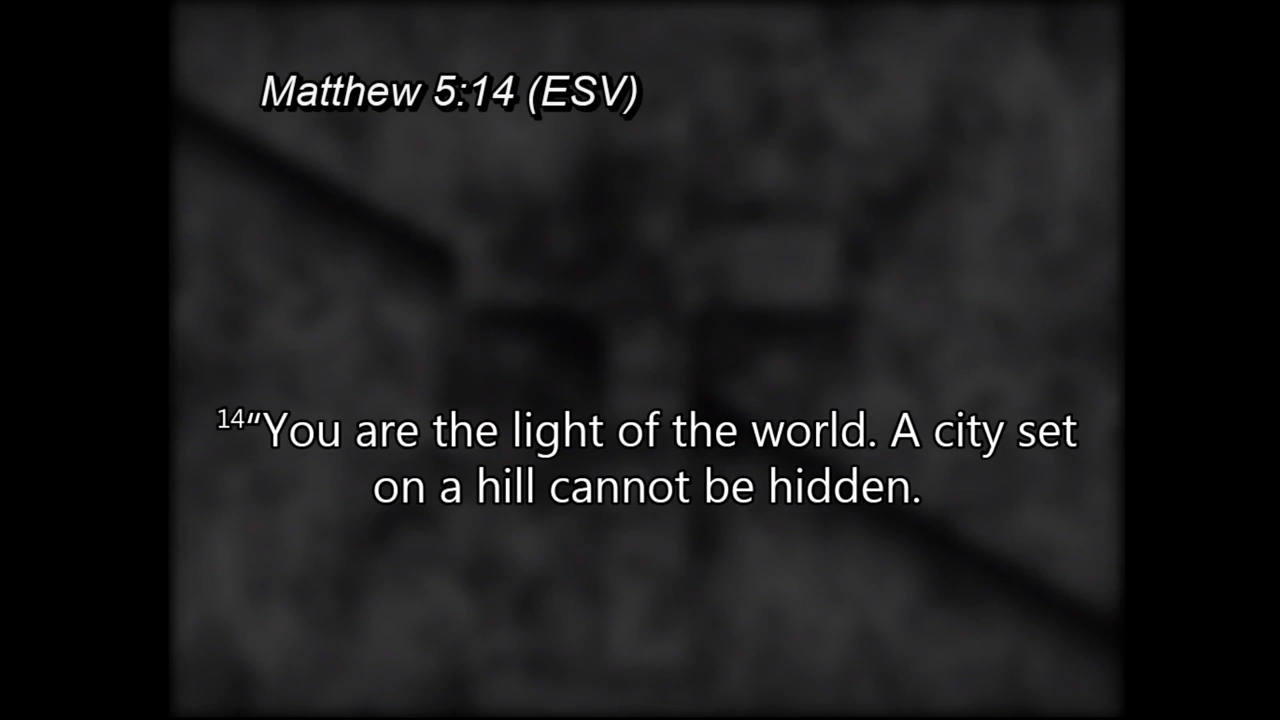 Matthew 5:14 (ESV)
14“You are the light of the world. A city set
on a hill cannot be hidden.